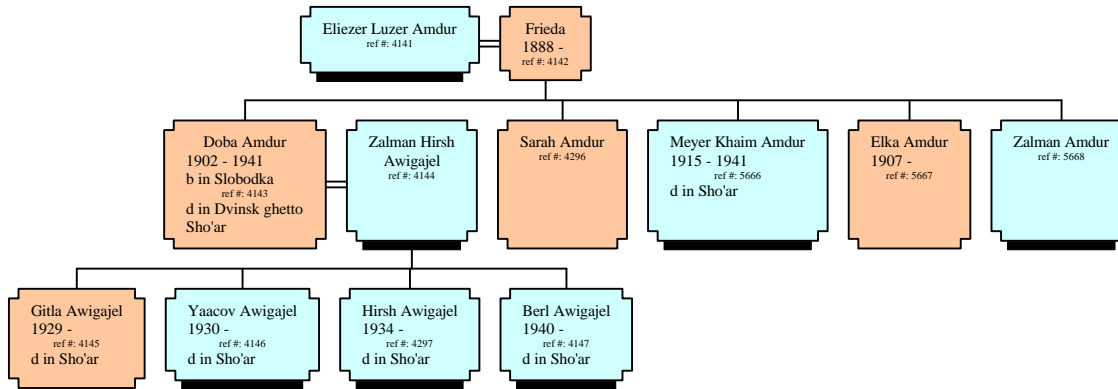 Eliezer Luzer Amdur
ref #: 4141
Frieda
1888 -
ref #: 4142
Doba Amdur
1902 - 1941
b in Slobodka
ref #: 4143
d in Dvinsk ghetto
Sho'ar
Zalman Hirsh
Awigajel
ref #: 4144
Sarah Amdur
ref #: 4296
Meyer Khaim Amdur
1915 - 1941
ref #: 5666
d in Sho'ar
Elka Amdur
1907 -
ref #: 5667
Zalman Amdur
ref #: 5668
Gitla Awigajel
1929 -
ref #: 4145
d in Sho'ar
Yaacov Awigajel
1930 -
ref #: 4146
d in Sho'ar
Hirsh Awigajel
1934 -
ref #: 4297
d in Sho'ar
Berl Awigajel
1940 -
ref #: 4147
d in Sho'ar